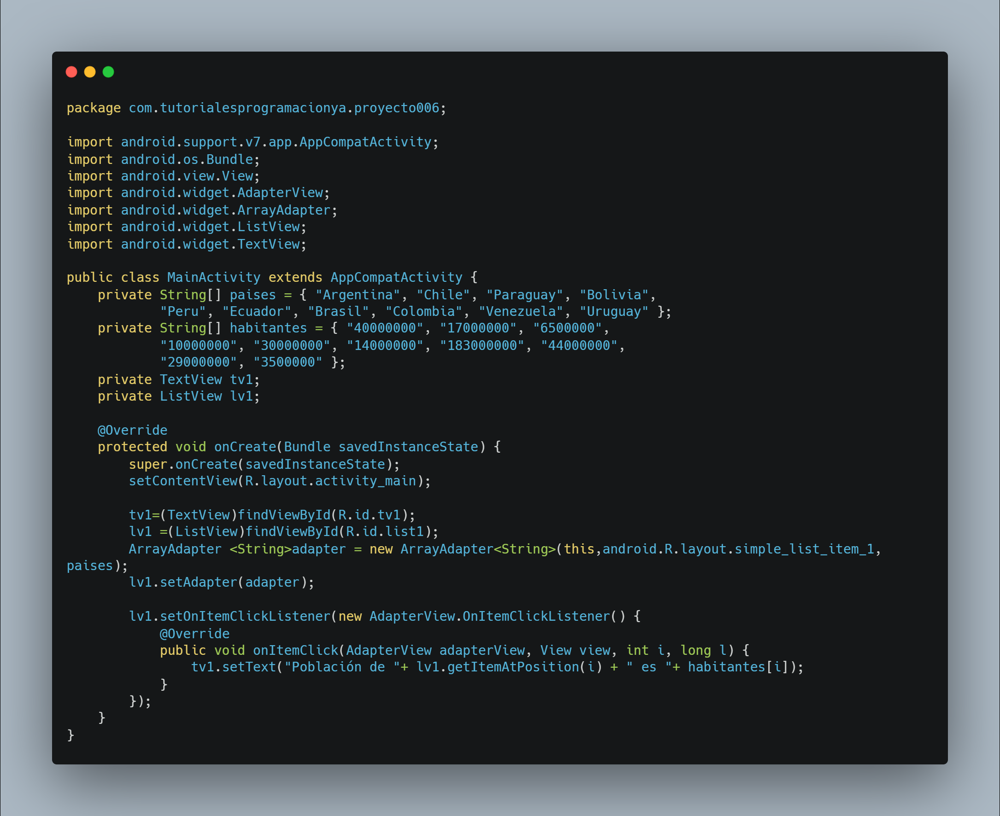 package com.tutorialesprogramacionya.proyecto006;

import android.support.v7.app.AppCompatActivity;
import android.os.Bundle;
import android.view.View;
import android.widget.AdapterView;
import android.widget.ArrayAdapter;
import android.widget.ListView;
import android.widget.TextView;

public class MainActivity extends AppCompatActivity {
    private String[] paises = { "Argentina", "Chile", "Paraguay", "Bolivia",
            "Peru", "Ecuador", "Brasil", "Colombia", "Venezuela", "Uruguay" };
    private String[] habitantes = { "40000000", "17000000", "6500000",
            "10000000", "30000000", "14000000", "183000000", "44000000",
            "29000000", "3500000" };
    private TextView tv1;
    private ListView lv1;

    @Override
    protected void onCreate(Bundle savedInstanceState) {
        super.onCreate(savedInstanceState);
        setContentView(R.layout.activity_main);

        tv1=(TextView)findViewById(R.id.tv1);
        lv1 =(ListView)findViewById(R.id.list1);
        ArrayAdapter <String>adapter = new ArrayAdapter<String>(this,android.R.layout.simple_list_item_1,
paises);
        lv1.setAdapter(adapter);

        lv1.setOnItemClickListener(new AdapterView.OnItemClickListener() {
            @Override
            public void onItemClick(AdapterView adapterView, View view, int i, long l) {
                tv1.setText("Población de "+ lv1.getItemAtPosition(i) + " es "+ habitantes[i]);
            }
        });
    }
}